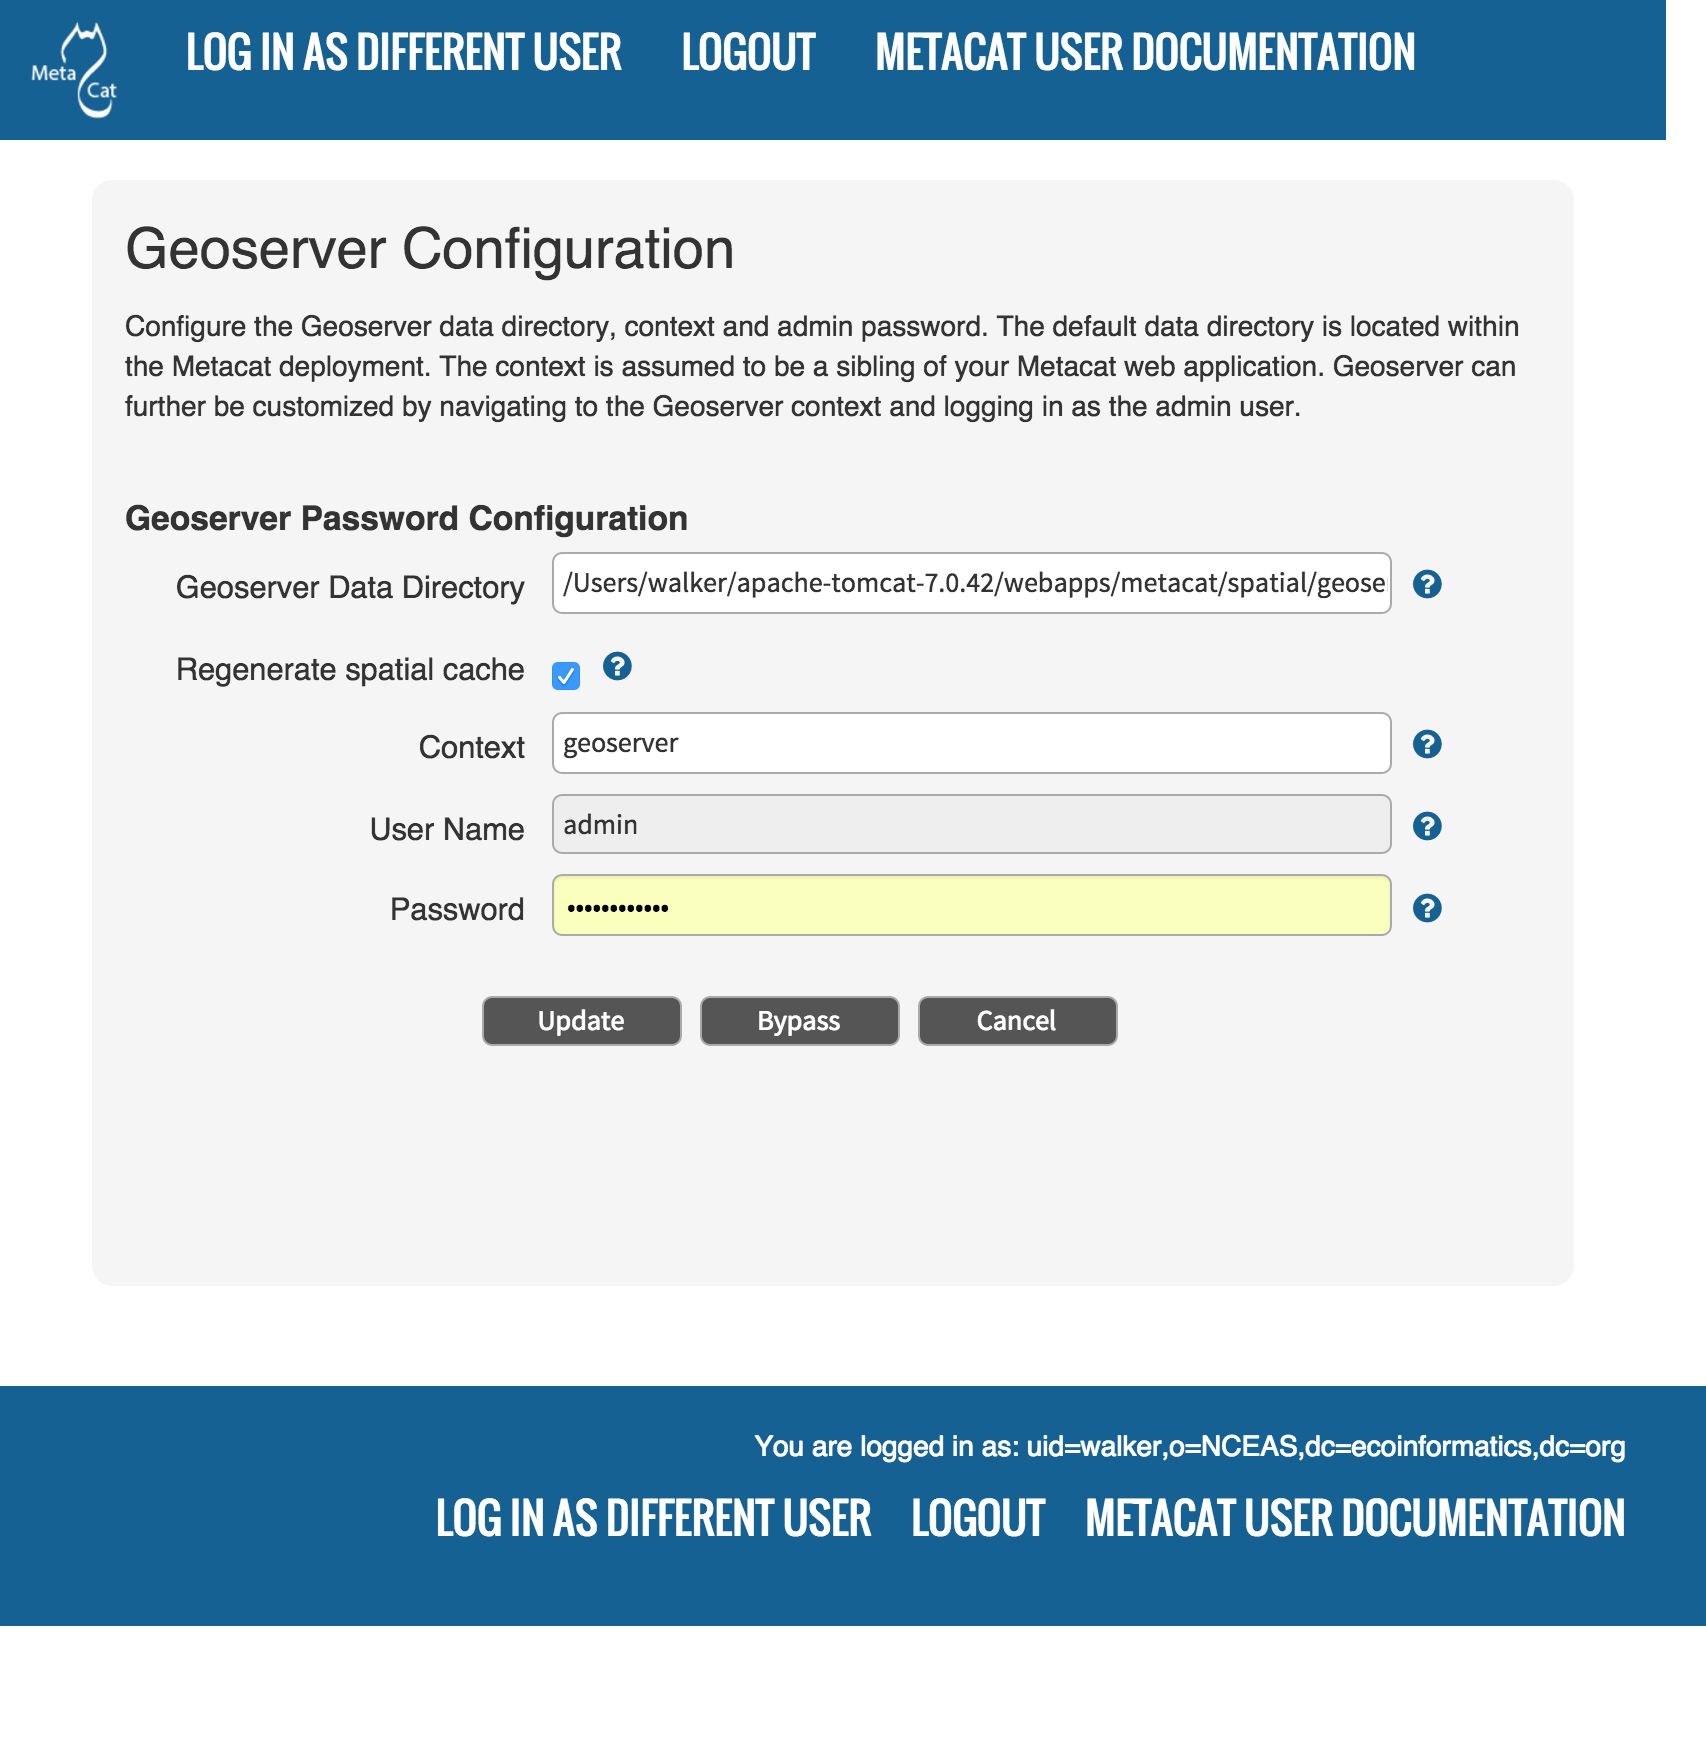 Meta
Cat
LOG IN AS DIFFERENT USER LOGOUT METACAT USER DOCUMENTATION
Geoserver Configuration
Configure the Geoserver data directory, context and admin password. The default data directory is located within
the Metacat deployment. The context is assumed to be a sibling of your Metacat web application. Geoserver can
further be customized by navigating to the Geoserver context and logging in as the admin user.
Geoserver Password Configuration
Geoserver Data Directory /Users/walker/apache-tomcat-7.0.42/webapps/metacat/spatial/geose ?
Regenerate spatial cache ?
Context geoserver ?
User Name admin ?
Password •••••••••••• ?
Update Bypass Cancel
You are logged in as: uid=walker,o=NCEAS,dc=ecoinformatics,dc=org
LOG IN AS DIFFERENT USER LOGOUT METACAT USER DOCUMENTATION